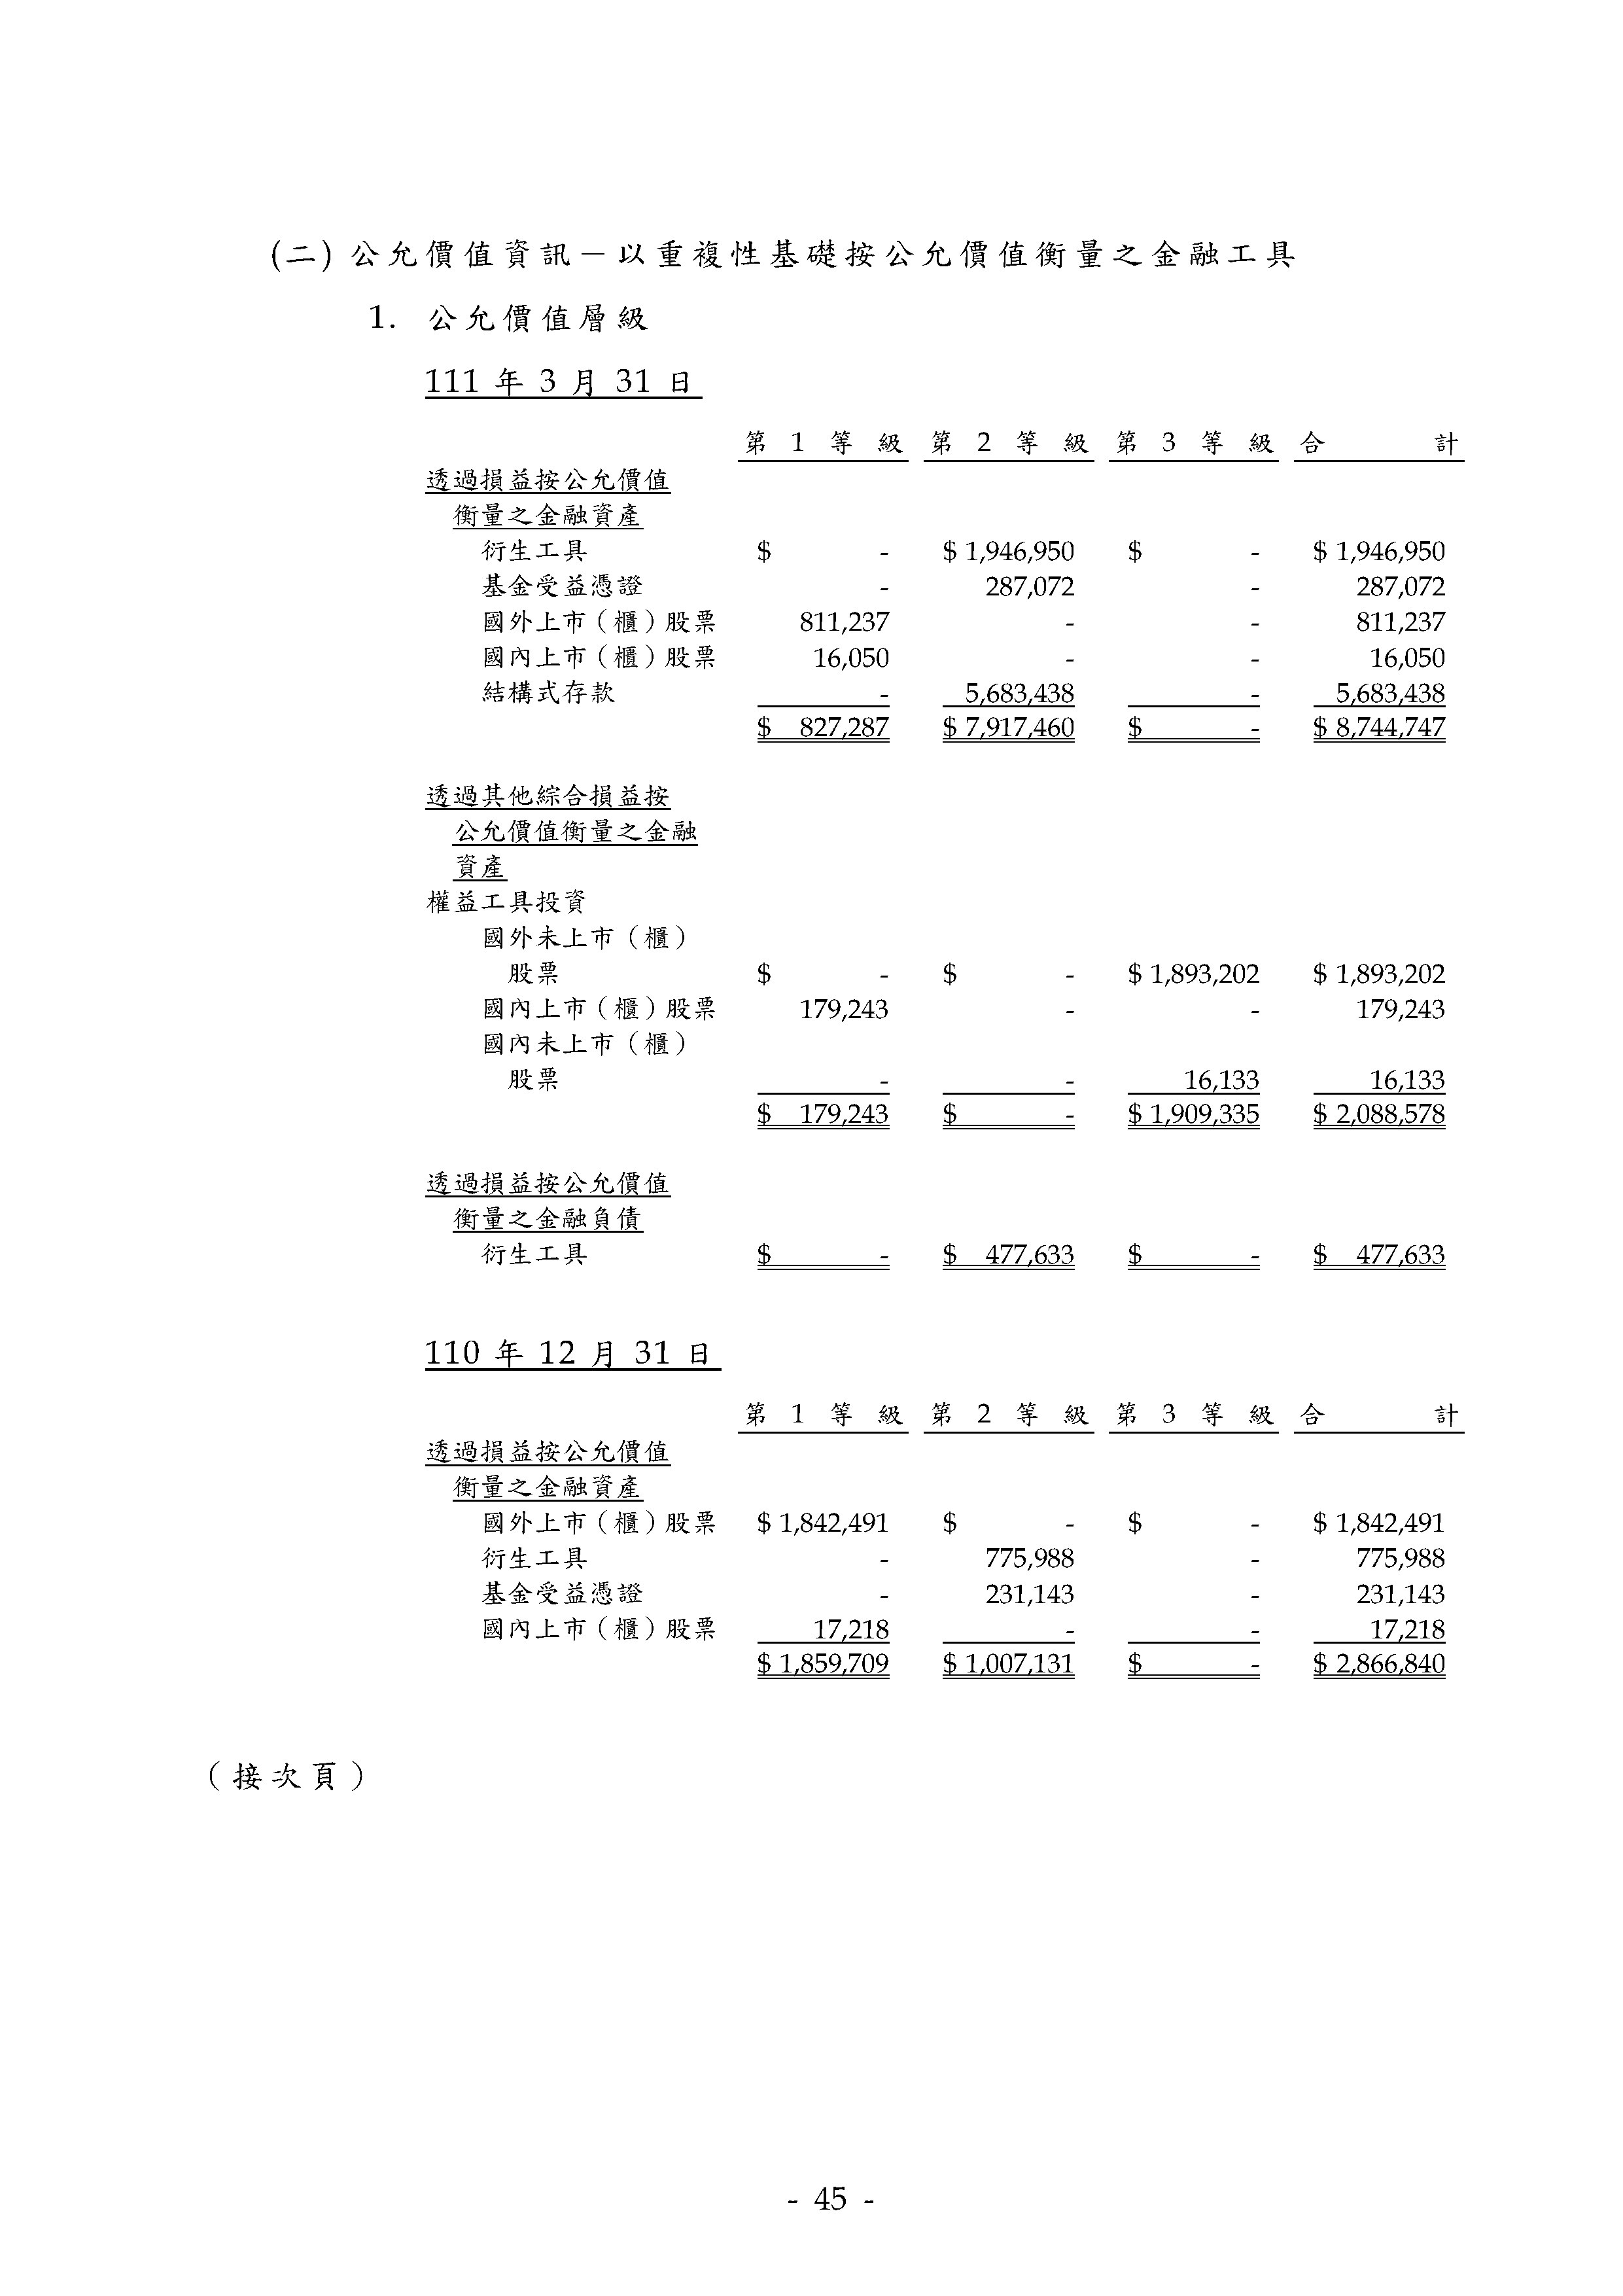 (二) 公允價值資訊－以重複性基礎按公允價值衡量之金融工具
1. 公允價值層級
111 年 3 月 31 日
第 1 等 級 第 2 等 級 第 3 等 級 合 計
透過損益按公允價值
衡量之金融資產
衍生工具 $ - $ 1,946,950 $ - $ 1,946,950
基金受益憑證 - 287,072 - 287,072
國外上市（櫃）股票 811,237 - - 811,237
國內上市（櫃）股票 16,050 - - 16,050
結構式存款 - 5,683,438 - 5,683,438
$ 827,287 $ 7,917,460 $ - $ 8,744,747
透過其他綜合損益按
公允價值衡量之金融
資產
權益工具投資
國外未上市（櫃）
股票 $ - $ - $ 1,893,202 $ 1,893,202
國內上市（櫃）股票 179,243 - - 179,243
國內未上市（櫃）
股票 - - 16,133 16,133
$ 179,243 $ - $ 1,909,335 $ 2,088,578
透過損益按公允價值
衡量之金融負債
衍生工具 $ - $ 477,633 $ - $ 477,633
110 年 12 月 31 日
第 1 等 級 第 2 等 級 第 3 等 級 合 計
透過損益按公允價值
衡量之金融資產
國外上市（櫃）股票 $ 1,842,491 $ - $ - $ 1,842,491
衍生工具 - 775,988 - 775,988
基金受益憑證 - 231,143 - 231,143
國內上市（櫃）股票 17,218 - - 17,218
$ 1,859,709 $ 1,007,131 $ - $ 2,866,840
（接次頁）
- 45 -